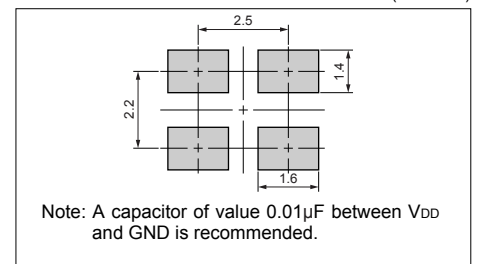 2.5
1.4
2.2
1.6
Note: A capacitor of value 0.01µF between VDD
and GND is recommended.